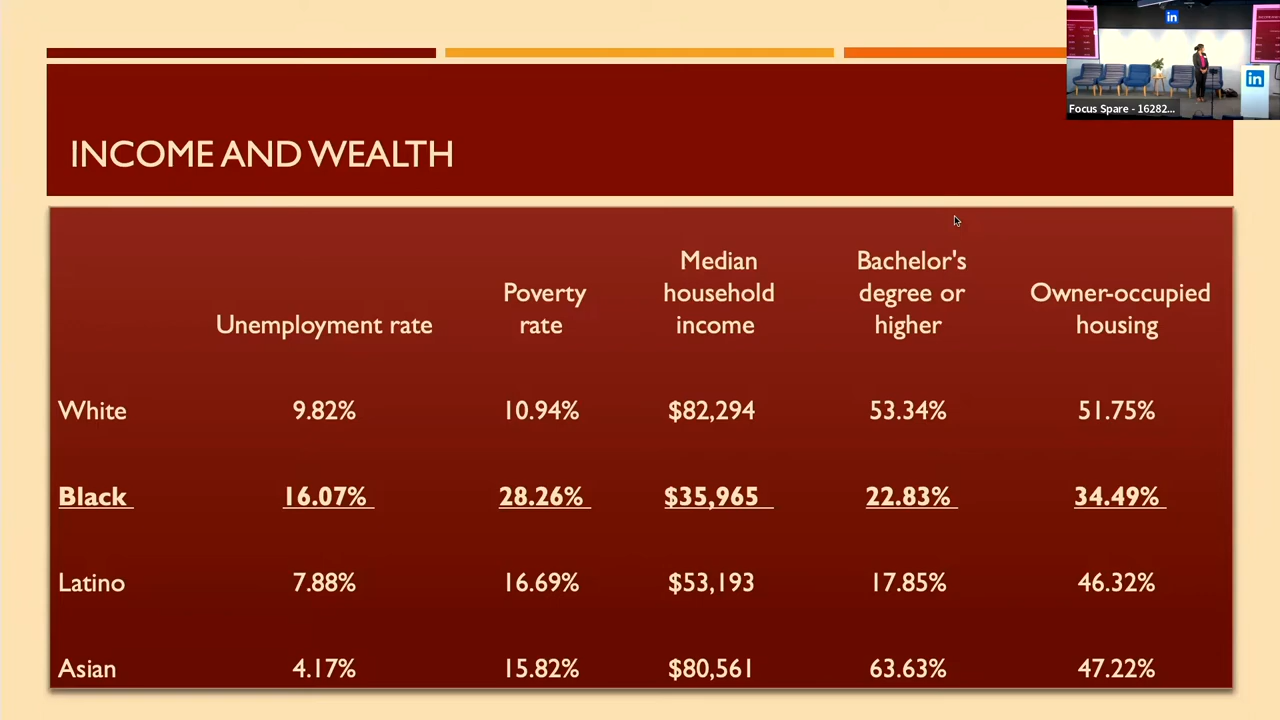 in
in
Focus Spare - 16282...
INCOME AND WEALTH
Unemployment rate
Poverty
rate
Median
household
income
Bachelor's
degree or
higher
Owner-occupied
housing
White 9.82% 10.94% $82,294 53.34% 51.75%
Black 16.07% 28.26% $35,965 22.83% 34.49%
Latino 7.88% 16.69% $53,193 17.85% 46.32%
Asian 4.17% 15.82% $80,561 63.63% 47.22%